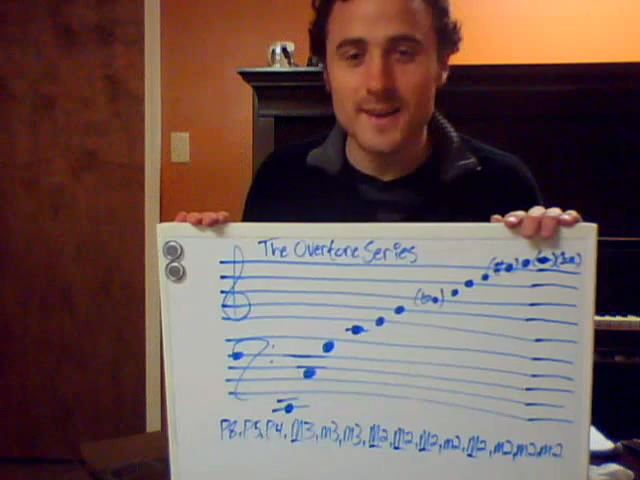 The Overtone Series
P8, P5, P4, M3, m3, m3, M2, M2, M2, m2, M2, m2, m2, m2